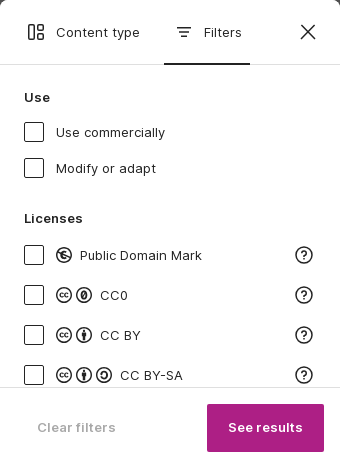 Content type
Filters
Use
Use commercially
Modify or adapt
Licenses
Public Domain Mark
CC0
CC BY
CC BY-SA
Clear filters
See results